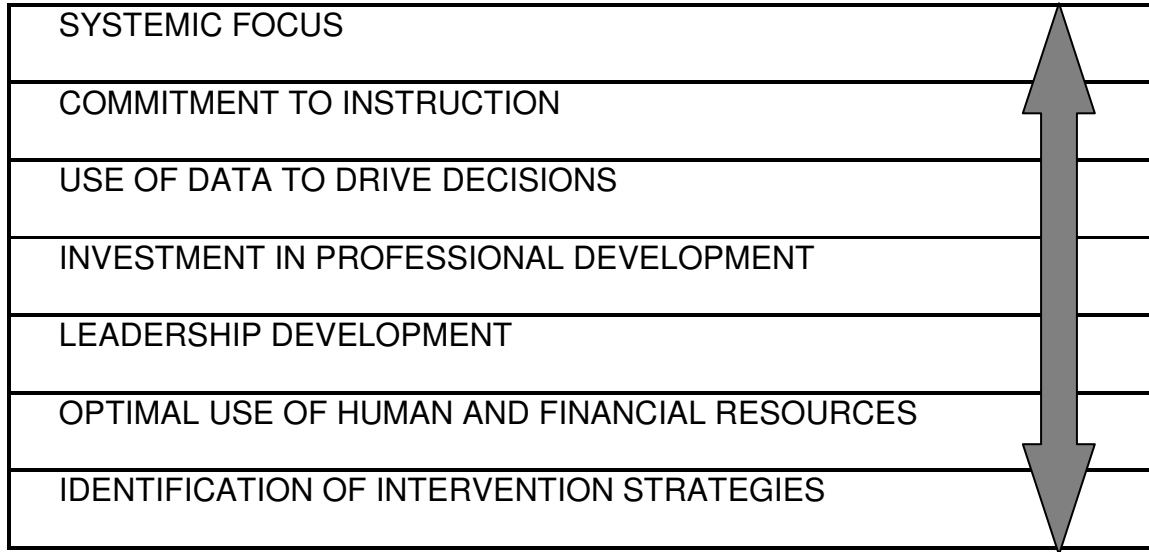 SYSTEMIC FOCUS
COMMITMENT TO INSTRUCTION
USE OF DATA TO DRIVE DECISIONS
INVESTMENT IN PROFESSIONAL DEVELOPMENT
LEADERSHIP DEVELOPMENT
OPTIMAL USE OF HUMAN AND FINANCIAL RESOURCES
IDENTIFICATION OF INTERVENTION STRATEGIES